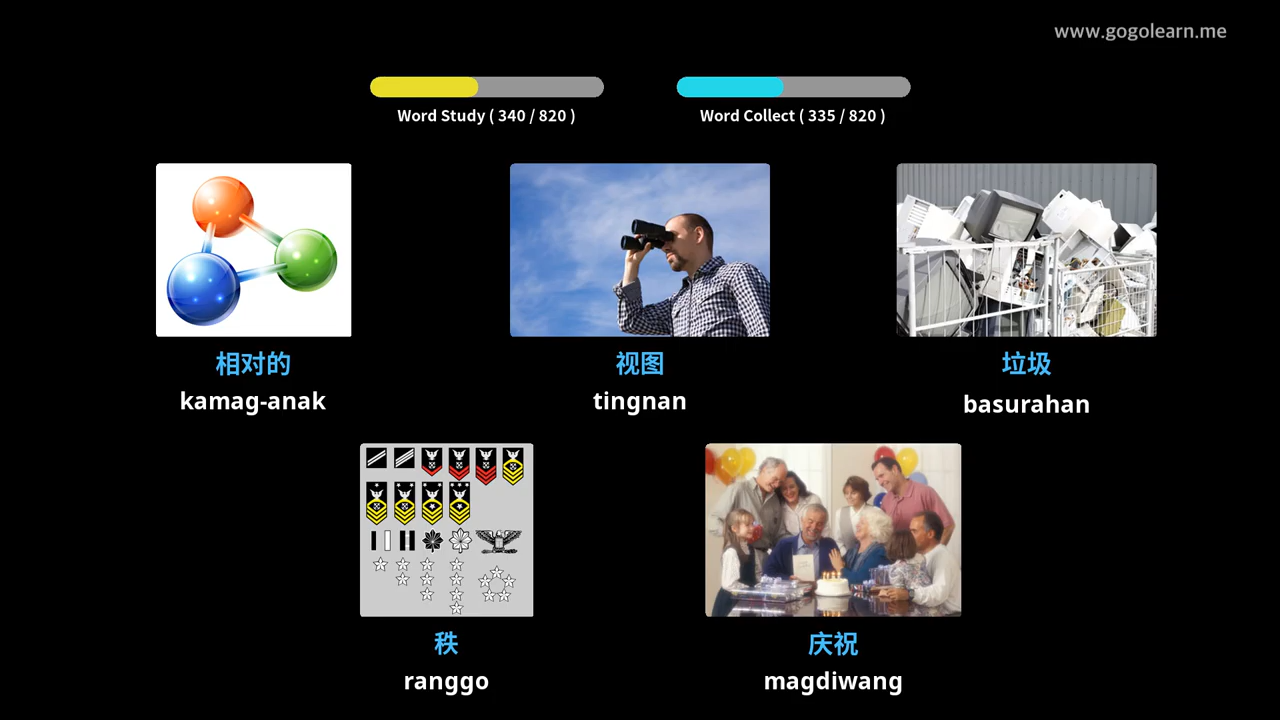 www.gogolearn.me
Word Study ( 340 / 820 )
Word Collect ( 335 / 820 )
相对的
kamag-anak
视图
tingnan
垃圾
basurahan
秩
ranggo
庆祝
magdiwang